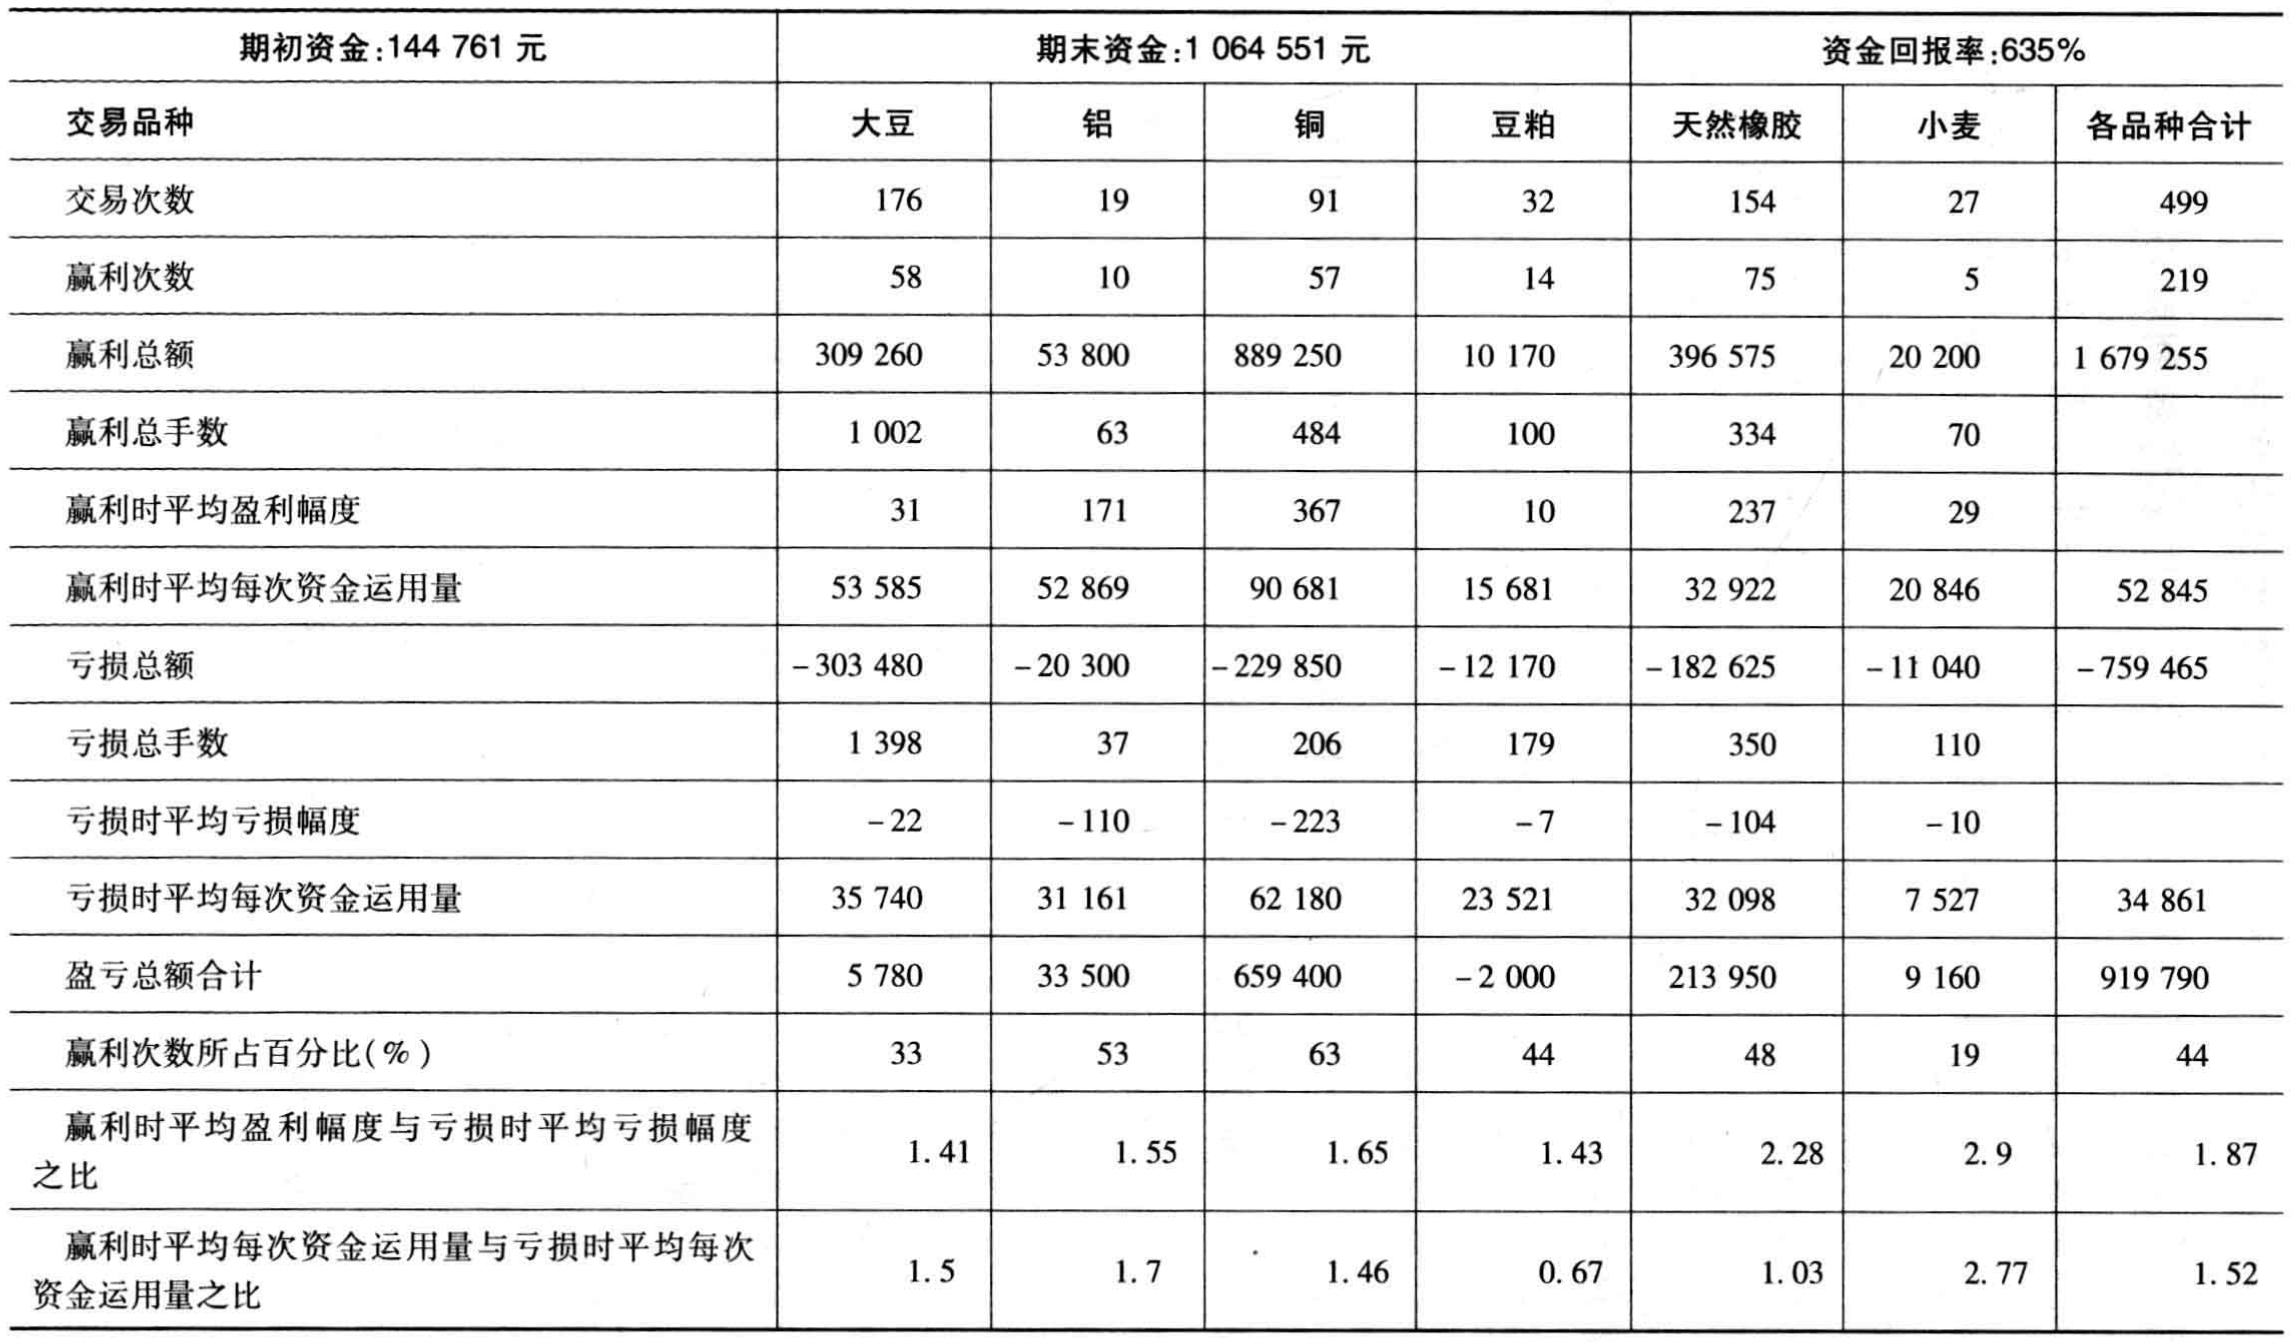 期初资金:144 761 元 期末资金:1 064 551 元 资金回报率:635%
交易品种 大豆 铝 铜 豆粕 天然橡胶 小麦 各品种合计
交易次数 176 19 91 32 154 27 499
赢利次数 58 10 57 14 75 5 219
赢利总额 309 260 53 800 889 250 10 170 396 575 20 200 1 679 255
赢利总手数 1 002 63 484 100 334 70
赢利时平均盈利幅度 31 171 367 10 237 29
赢利时平均每次资金运用量 53 585 52 869 90 681 15 681 32 922 20 846 52 845
亏损总额 -303 480 -20 300 -229 850 -12 170 -182 625 -11 040 -759 465
亏损总手数 1 398 37 206 179 350 110
亏损时平均亏损幅度 -22 -110 -223 -7 -104 -10
亏损时平均每次资金运用量 35 740 31 161 62 180 23 521 32 098 7 527 34 861
盈亏总额合计 5 780 33 500 659 400 -2 000 213 950 9 160 919 790
赢利次数所占百分比(%) 33 53 63 44 48 19 44
赢利时平均盈利幅度与亏损时平均亏损幅度
之比 1.41 1.55 1.65 1.43 2.28 2.9 1.87
赢利时平均每次资金运用量与亏损时平均每次
资金运用量之比 1.5 1.7 1.46 0.67 1.03 2.77 1.52